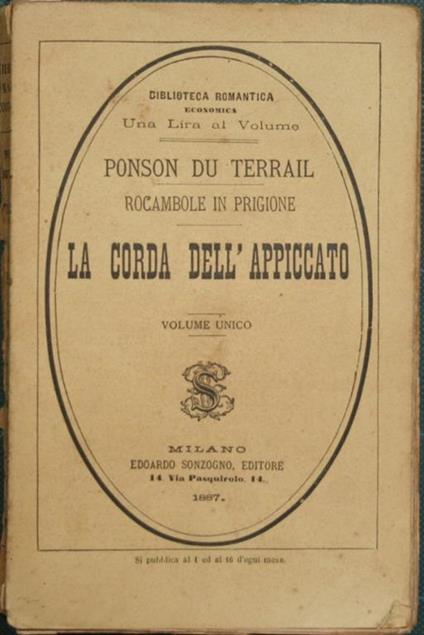 BIBLIOTECA ROMANTICA
ECONOMICA
Una Lira al Volume
PONSON DU TERRAIL
ROCAMBOLE IN PRIGIONE
LA CORDA DELL'APPICCATO
VOLUME UNICO
MILANO
EDOARDO SONZOGNO, EDITORE
14. Via Pasquirolo. 14.
1887.
Si pubblica al 1 ed al 16 d'ogni mese.